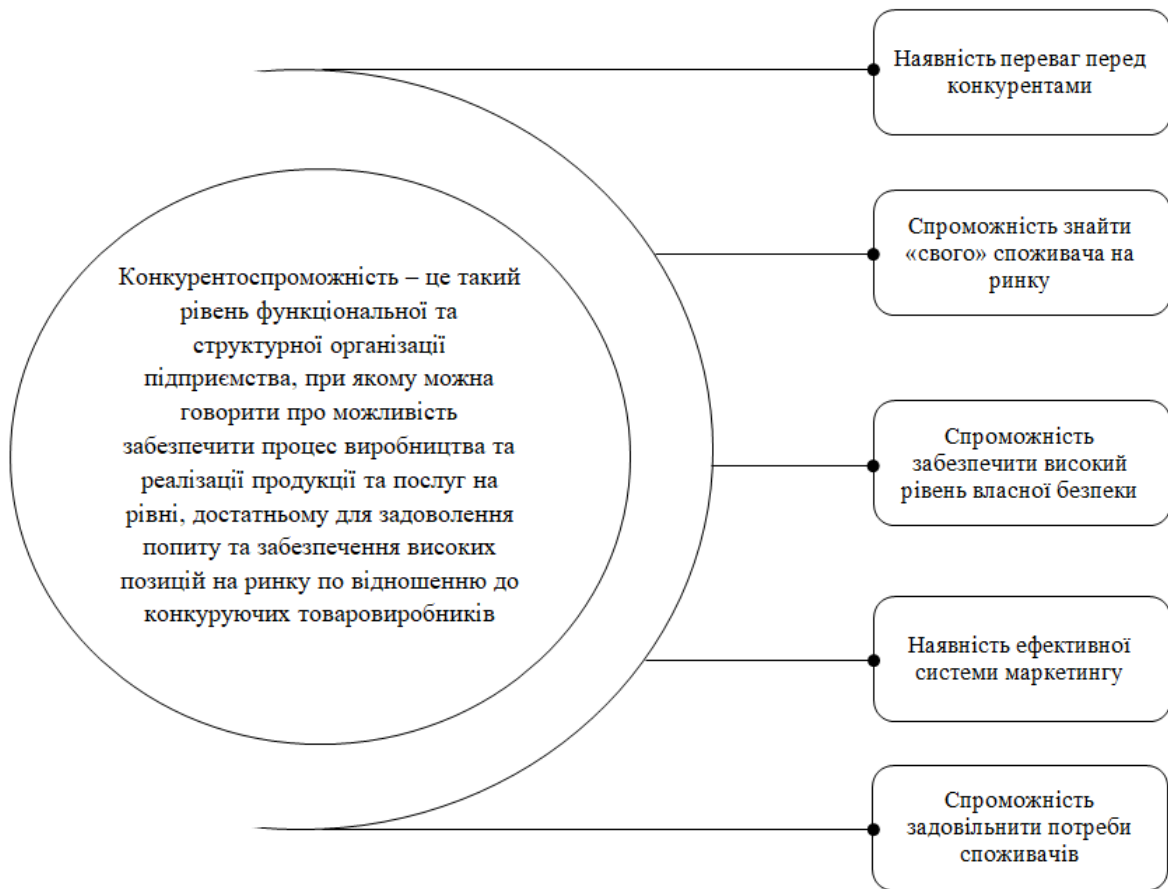 Конкурентоспроможність – це такий
рівень функціональної та
структурної організації
підприємства, при якому можна
говорити про можливість
забезпечити процес виробництва та
реалізації продукції та послуг на
рівні, достатньому для задоволення
попиту та забезпечення високих
позицій на ринку по відношенню до
конкуруючих товаровиробників
Наявність переваг перед
конкурентами
Спроможність знайти
«свого» споживача на
ринку
Спроможність
забезпечити високий
рівень власної безпеки
Наявність ефективної
системи маркетингу
Спроможність
задовільнити потреби
споживачів